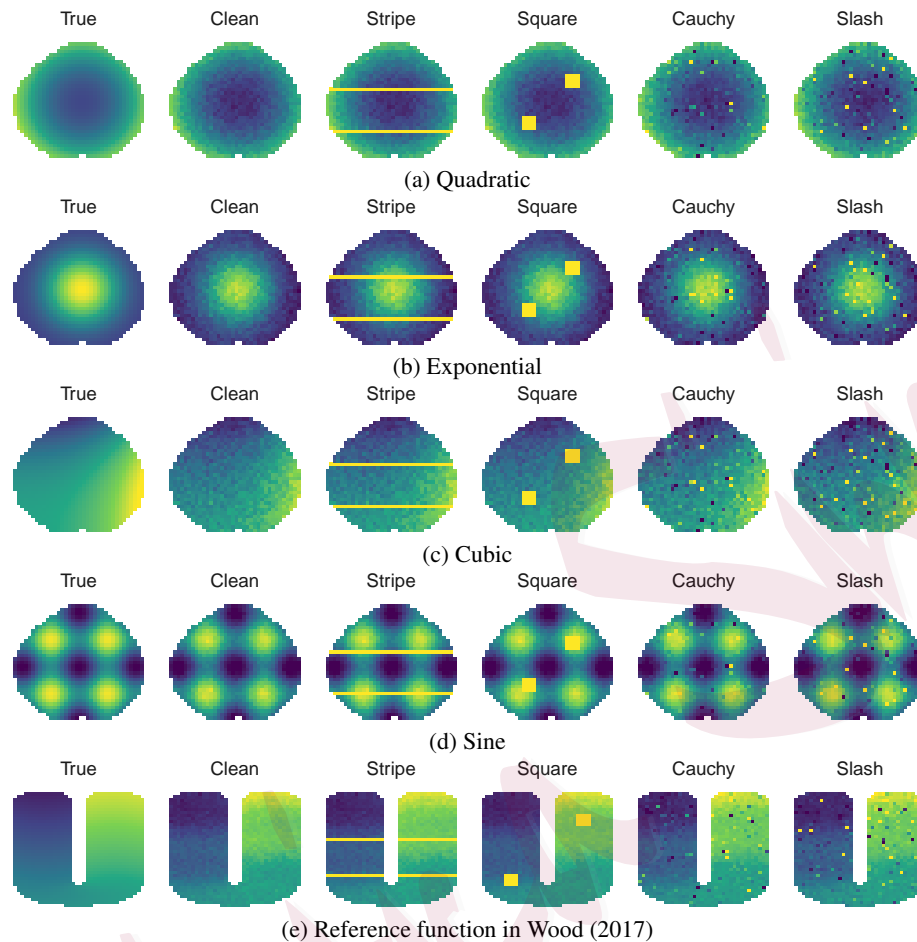 True Clean Stripe Square Cauchy Slash
(a) Quadratic
True Clean Stripe Square Cauchy Slash
(b) Exponential
True Clean Stripe Square Cauchy Slash
(c) Cubic
True Clean Stripe Square Cauchy Slash
(d) Sine
True Clean Stripe Square Cauchy Slash
(e) Reference function in Wood (2017)